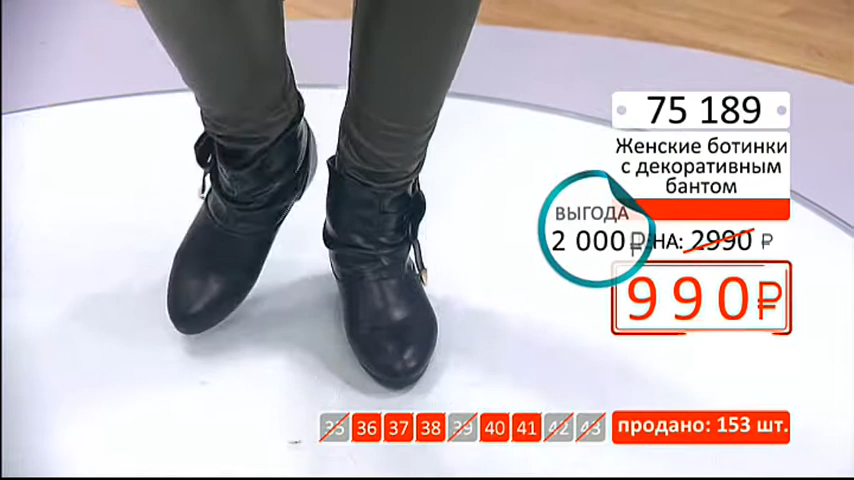 75 189
Женские ботинки
с декоративным
бантом
ВЫГОДА
2 000 ₽
ЕНА: 2990 ₽
990₽
35 36 37 38 39 40 41 42 43
продано: 153 шт.